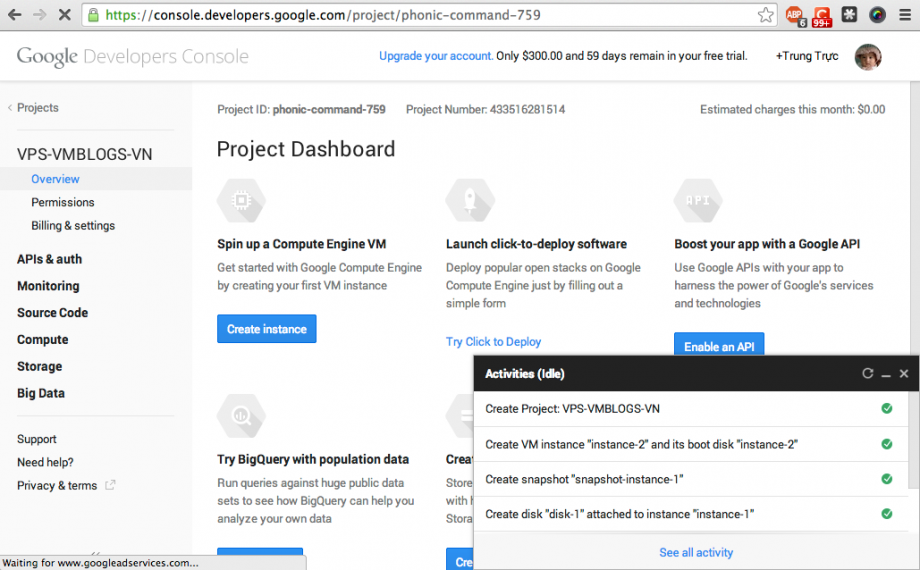 https://console.developers.google.com/project/phonic-command-759
ABP
6
99+
Google Developers Console
Upgrade your account. Only $300.00 and 59 days remain in your free trial.
+Trung Trực
Projects
Project ID: phonic-command-759
Project Number: 433516281514
Estimated charges this month: $0.00
VPS-VMBLOGS-VN
Overview
Permissions
Billing & settings
APIs & auth
Monitoring
Source Code
Compute
Storage
Big Data
Support
Need help?
Privacy & terms
Project Dashboard
Spin up a Compute Engine VM
Get started with Google Compute Engine
by creating your first VM instance
Create instance
Launch click-to-deploy software
Deploy popular open stacks on Google
Compute Engine just by filling out a
simple form
Try Click to Deploy
API
Boost your app with a Google API
Use Google APIs with your app to
harness the power of Google's services
and technologies
Enable an API
Try BigQuery with population data
Run queries against huge public data
sets to see how BigQuery can help you
analyze your own data
Crea
Store
with h
Stora
Cre
Activities (Idle)
Create Project: VPS-VMBLOGS-VN
Create VM instance "instance-2" and its boot disk "instance-2"
Create snapshot "snapshot-instance-1"
Create disk "disk-1" attached to instance "instance-1"
See all activity
Waiting for www.googleadservices.com...